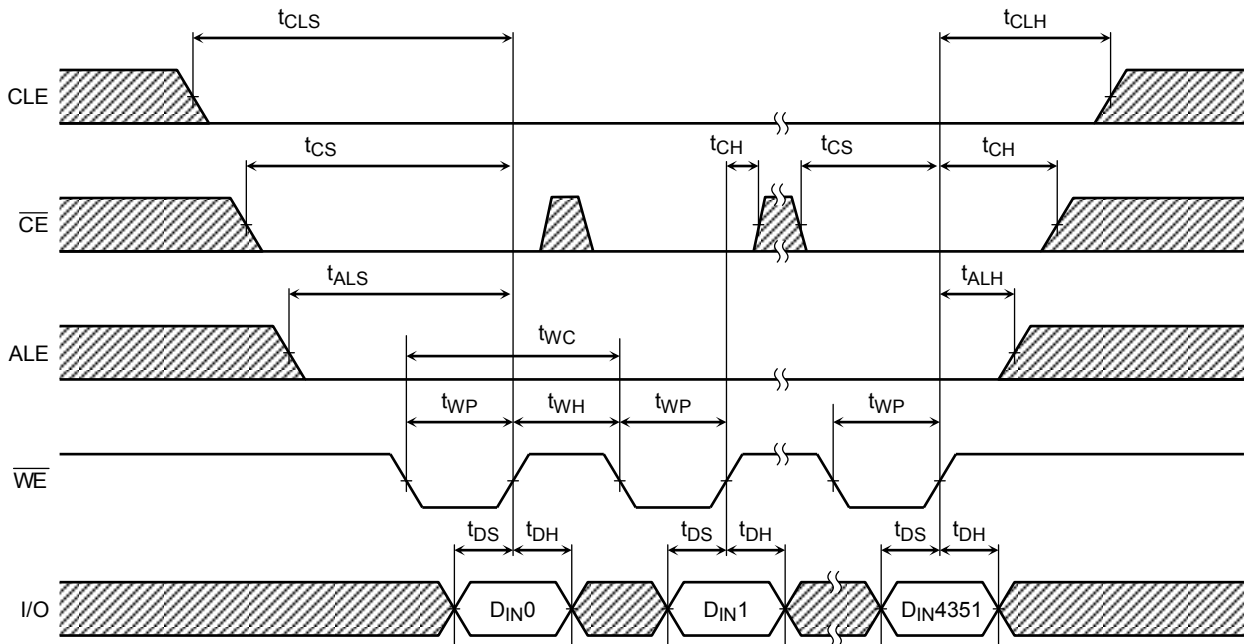 tCLS tCLH
CLE
tCS tCH tCS tCH
CE
tALS tALH
ALE
tWC
tWP tWH tWP tWP
WE
tDS tDH tDS tDH tDS tDH
I/O DIN0 DIN1 DIN4351